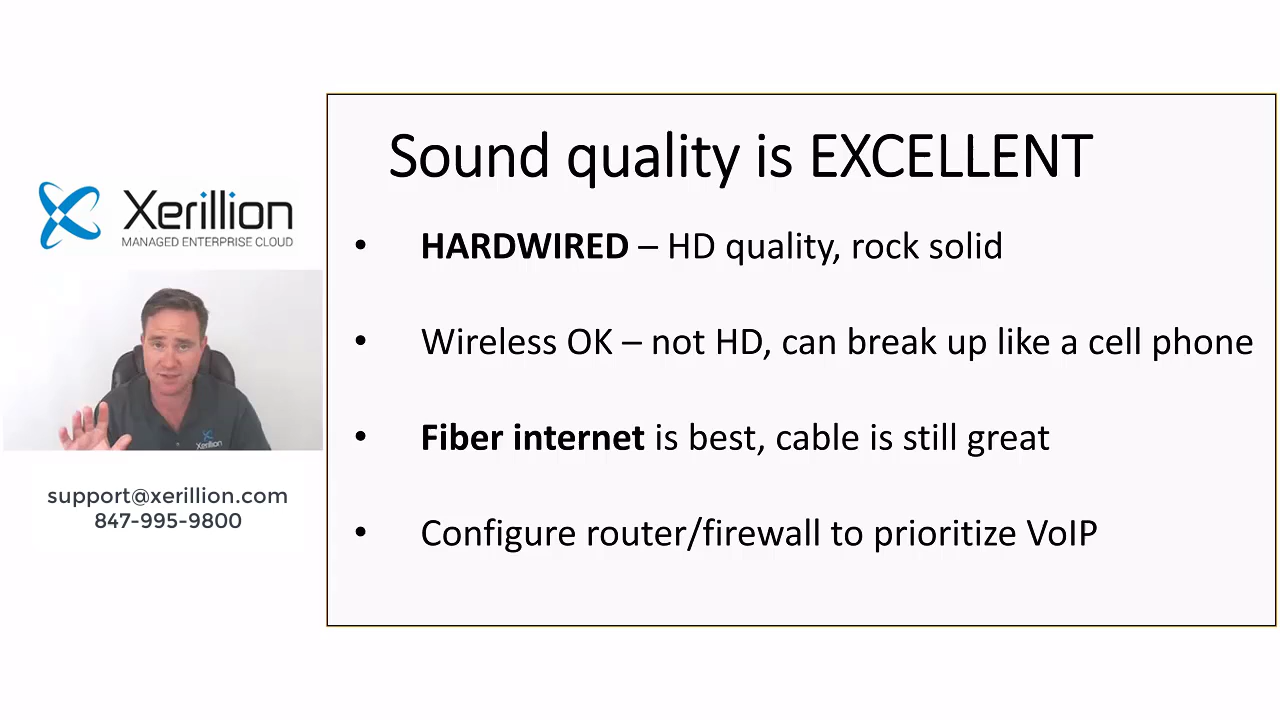 Xerillion
MANAGED ENTERPRISE CLOUD
Xerillion
support@xerillion.com
847-995-9800
Sound quality is EXCELLENT
• HARDWIRED – HD quality, rock solid
• Wireless OK – not HD, can break up like a cell phone
• Fiber internet is best, cable is still great
• Configure router/firewall to prioritize VoIP